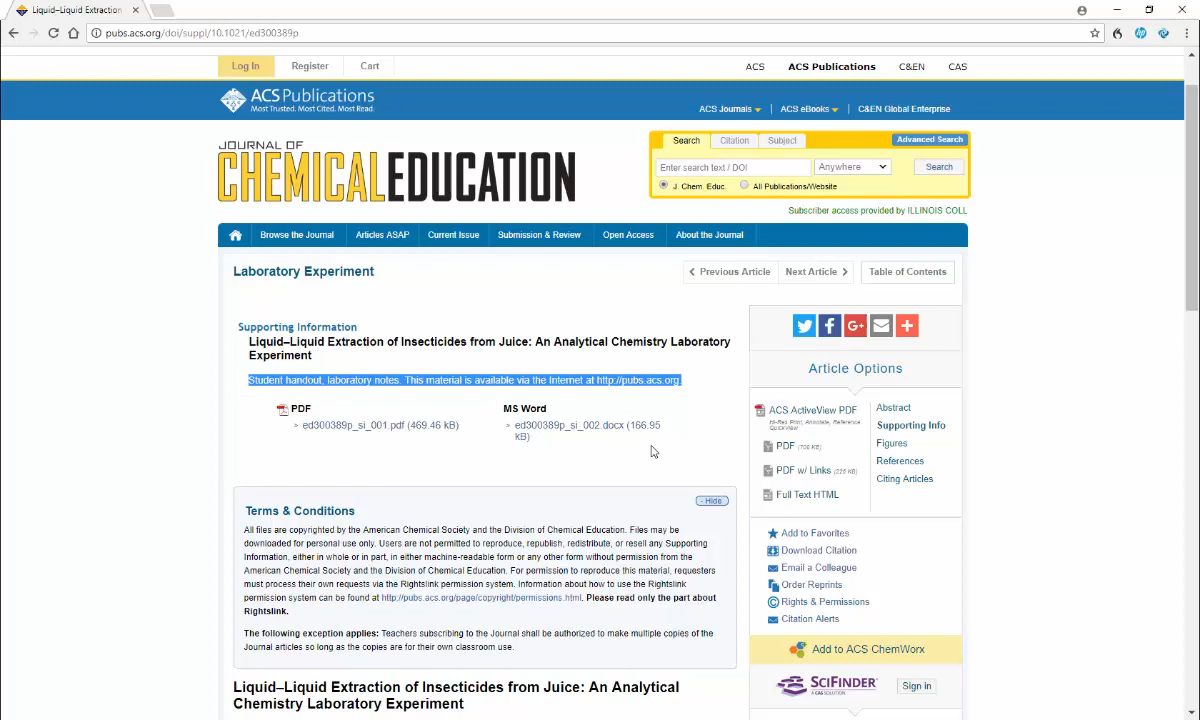 Liquid–Liquid Extraction
pubs.acs.org/doi/suppl/10.1021/ed300389p
Log In Register Cart ACS ACS Publications C&EN CAS
ACS Publications
Most Trusted. Most Cited. Most Read.
ACS Journals | ACS eBooks | C&EN Global Enterprise
JOURNAL OF
CHEMICALEDUCATION
Search Citation Subject Advanced Search
Enter search text / DOI Anywhere Search
J. Chem. Educ. All Publications/Website
Subscriber access provided by ILLINOIS COLL
Browse the Journal Articles ASAP Current Issue Submission & Review Open Access About the Journal
Laboratory Experiment
Previous Article Next Article Table of Contents
Supporting Information
Liquid–Liquid Extraction of Insecticides from Juice: An Analytical Chemistry Laboratory
Experiment
Student handout, laboratory notes. This material is available via the Internet at http://pubs.acs.org.
PDF
ed300389p_si_001.pdf (469.46 kB)
MS Word
ed300389p_si_002.docx (166.95
kB)
- Hide
Terms & Conditions
All files are copyrighted by the American Chemical Society and the Division of Chemical Education. Files may be
downloaded for personal use only. Users are not permitted to reproduce, republish, redistribute, or resell any Supporting
Information, either in whole or in part, in either machine-readable form or any other form without permission from the
American Chemical Society and the Division of Chemical Education. For permission to reproduce this material, requesters
must process their own requests via the Rightslink permission system. Information about how to use the Rightslink
permission system can be found at http://pubs.acs.org/page/copyright/permissions.html. Please read only the part about
Rightslink.
The following exception applies: Teachers subscribing to the Journal shall be authorized to make multiple copies of the
Journal articles so long as the copies are for their own classroom use.
Liquid–Liquid Extraction of Insecticides from Juice: An Analytical
Chemistry Laboratory Experiment
G+
Article Options
ACS ActiveView PDF
Hi-Res Print, Annotate, Reference
QuickView
PDF (700 KB)
PDF w/ Links (225 KB)
Full Text HTML
Abstract
Supporting Info
Figures
References
Citing Articles
Add to Favorites
Download Citation
Email a Colleague
Order Reprints
Rights & Permissions
Citation Alerts
Add to ACS ChemWorx
SCIFINDER
A CAS SOLUTION
Sign in